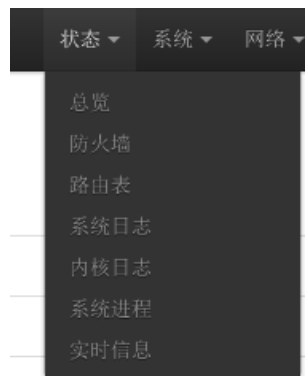 状态 系统 网络
总览
防火墙
路由表
系统日志
内核日志
系统进程
实时信息